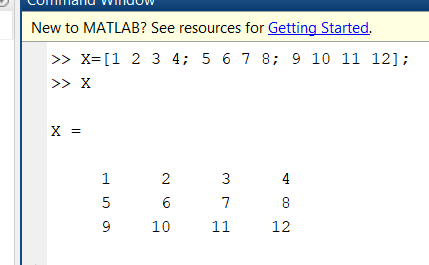 Command Window
New to MATLAB? See resources for Getting Started.
>> X=[1 2 3 4; 5 6 7 8; 9 10 11 12];
>> X
X =
1 2 3 4
5 6 7 8
9 10 11 12